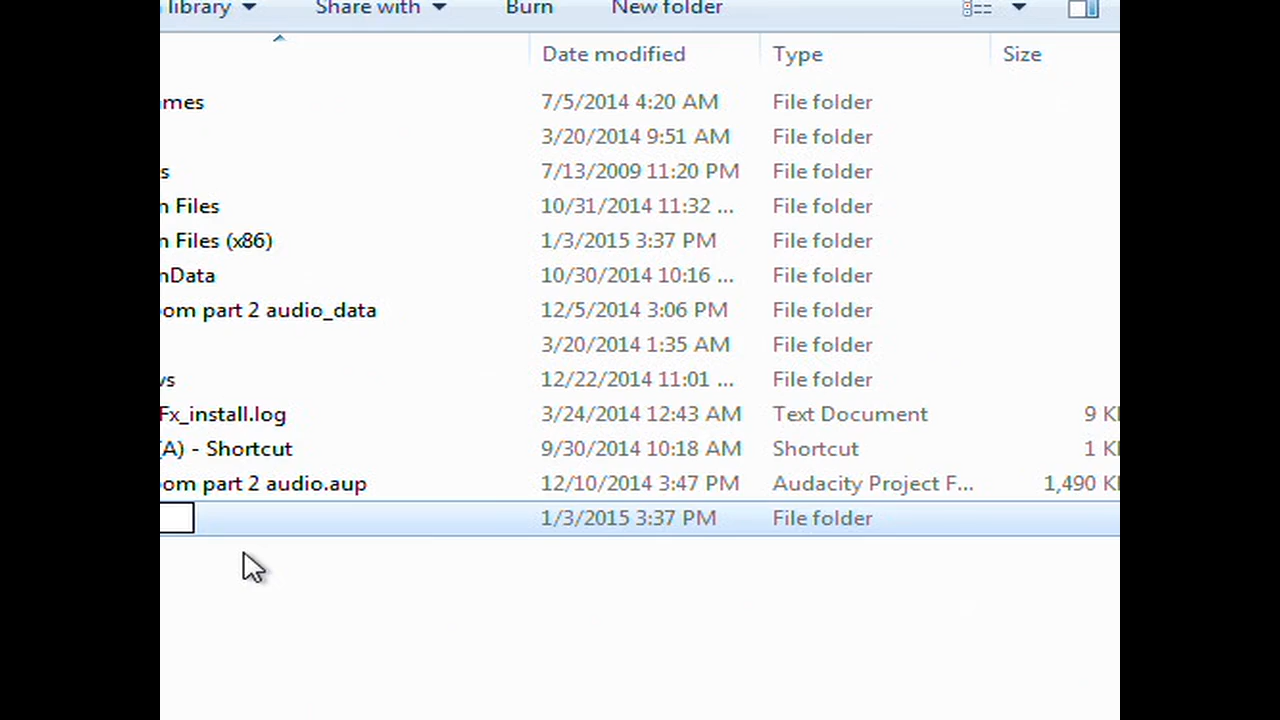 library Share with Burn New folder
Date modified Type Size
mes 7/5/2014 4:20 AM File folder
3/20/2014 9:51 AM File folder
s 7/13/2009 11:20 PM File folder
n Files 10/31/2014 11:32 ... File folder
n Files (x86) 1/3/2015 3:37 PM File folder
nData 10/30/2014 10:16 ... File folder
om part 2 audio_data 12/5/2014 3:06 PM File folder
3/20/2014 1:35 AM File folder
vs 12/22/2014 11:01 ... File folder
Fx_install.log 3/24/2014 12:43 AM Text Document 9 K
(A) - Shortcut 9/30/2014 10:18 AM Shortcut 1 K
om part 2 audio.aup 12/10/2014 3:47 PM Audacity Project F... 1,490 K
1/3/2015 3:37 PM File folder